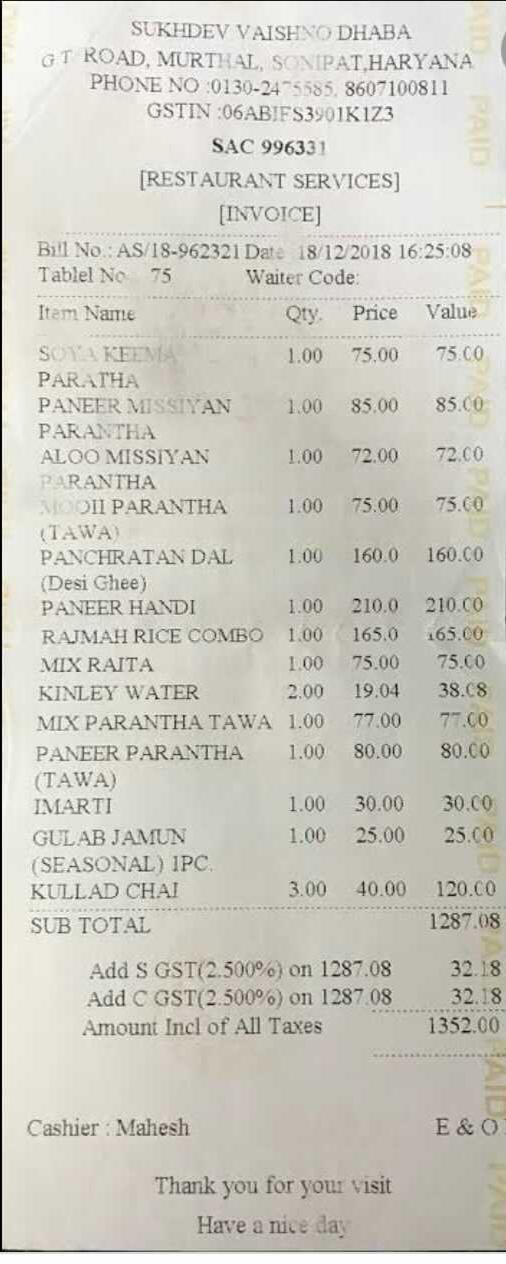 SUKHDEV VAISHNO DHABA
G T ROAD, MURTHAL, SONIPAT,HARYANA
PHONE NO :0130-2475585, 8607100811
GSTIN :06ABIFS3901K1Z3
SAC 996331
[RESTAURANT SERVICES]
[INVOICE]
Bill No.: AS/18-962321 Date 18/12/2018 16:25:08
Tablel No 75 Waiter Code:
Item Name Qty. Price Value
SOYA KEEMA 1.00 75.00 75.00
PARATHA
PANEER MISSIYAN 1.00 85.00 85.00
PARANTHA
ALOO MISSIYAN 1.00 72.00 72.00
PARANTHA
MOOII PARANTHA 1.00 75.00 75.00
(TAWA)
PANCHRATAN DAL 1.00 160.0 160.00
(Desi Ghee)
PANEER HANDI 1.00 210.0 210.00
RAJMAH RICE COMBO 1.00 165.0 165.00
MIX RAITA 1.00 75.00 75.00
KINLEY WATER 2.00 19.04 38.08
MIX PARANTHA TAWA 1.00 77.00 77.00
PANEER PARANTHA 1.00 80.00 80.00
(TAWA)
IMARTI 1.00 30.00 30.00
GULAB JAMUN 1.00 25.00 25.00
(SEASONAL) 1PC.
KULLAD CHAI 3.00 40.00 120.00
SUB TOTAL 1287.08
Add S GST(2.500%) on 1287.08 32.18
Add C GST(2.500%) on 1287.08 32.18
Amount Incl of All Taxes 1352.00
Cashier : Mahesh E & O
Thank you for your visit
Have a nice day
PAID PAID PAID PAID PAID PAID